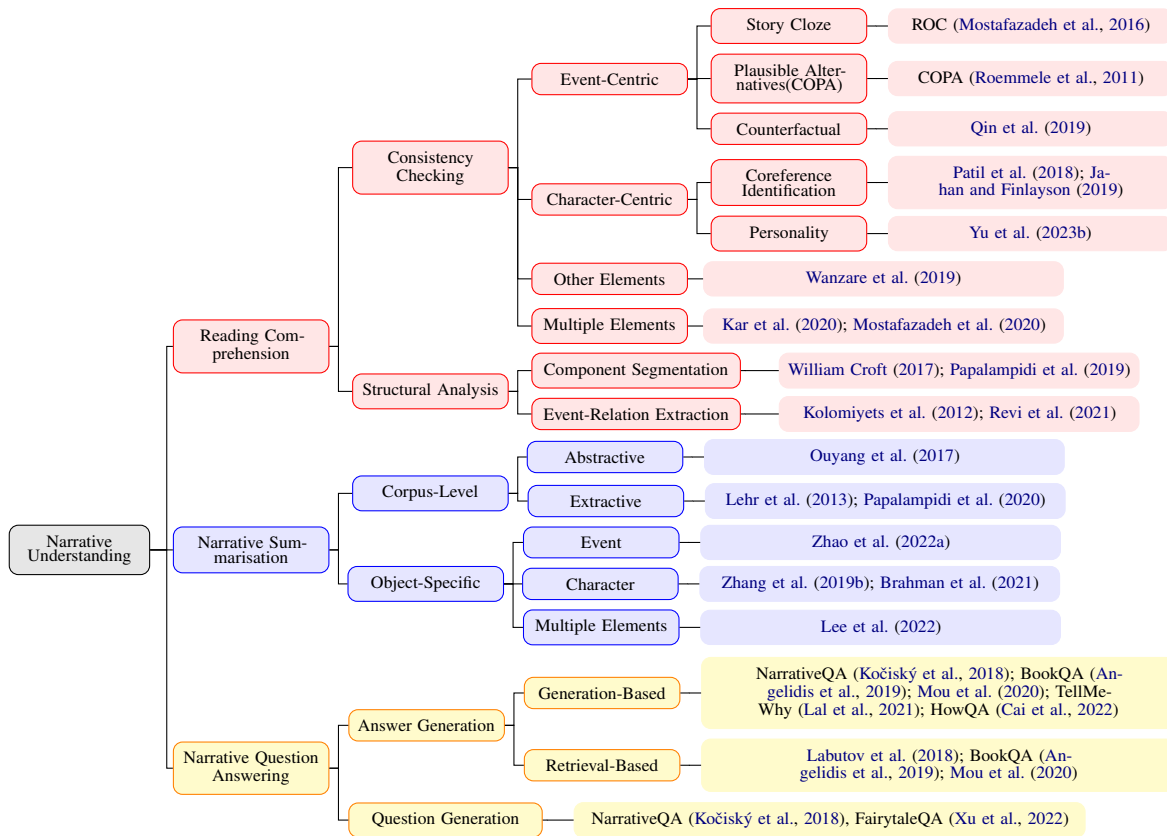 Story Cloze
ROC (Mostafazadeh et al., 2016)
Event-Centric
Plausible Alter-
natives(COPA)
COPA (Roemmele et al., 2011)
Counterfactual
Qin et al. (2019)
Consistency
Checking
Character-Centric
Coreference
Identification
Patil et al. (2018); Ja-
han and Finlayson (2019)
Personality
Yu et al. (2023b)
Other Elements
Wanzare et al. (2019)
Multiple Elements
Kar et al. (2020); Mostafazadeh et al. (2020)
Reading Com-
prehension
Structural Analysis
Component Segmentation
William Croft (2017); Papalampidi et al. (2019)
Event-Relation Extraction
Kolomiyets et al. (2012); Revi et al. (2021)
Narrative
Understanding
Narrative Sum-
marisation
Corpus-Level
Abstractive
Ouyang et al. (2017)
Extractive
Lehr et al. (2013); Papalampidi et al. (2020)
Object-Specific
Event
Zhao et al. (2022a)
Character
Zhang et al. (2019b); Brahman et al. (2021)
Multiple Elements
Lee et al. (2022)
Narrative Question
Answering
Answer Generation
Generation-Based
NarrativeQA (Kočiský et al., 2018); BookQA (An-
gelidis et al., 2019); Mou et al. (2020); TellMe-
Why (Lal et al., 2021); HowQA (Cai et al., 2022)
Retrieval-Based
Labutov et al. (2018); BookQA (An-
gelidis et al., 2019); Mou et al. (2020)
Question Generation
NarrativeQA (Kočiský et al., 2018), FairytaleQA (Xu et al., 2022)